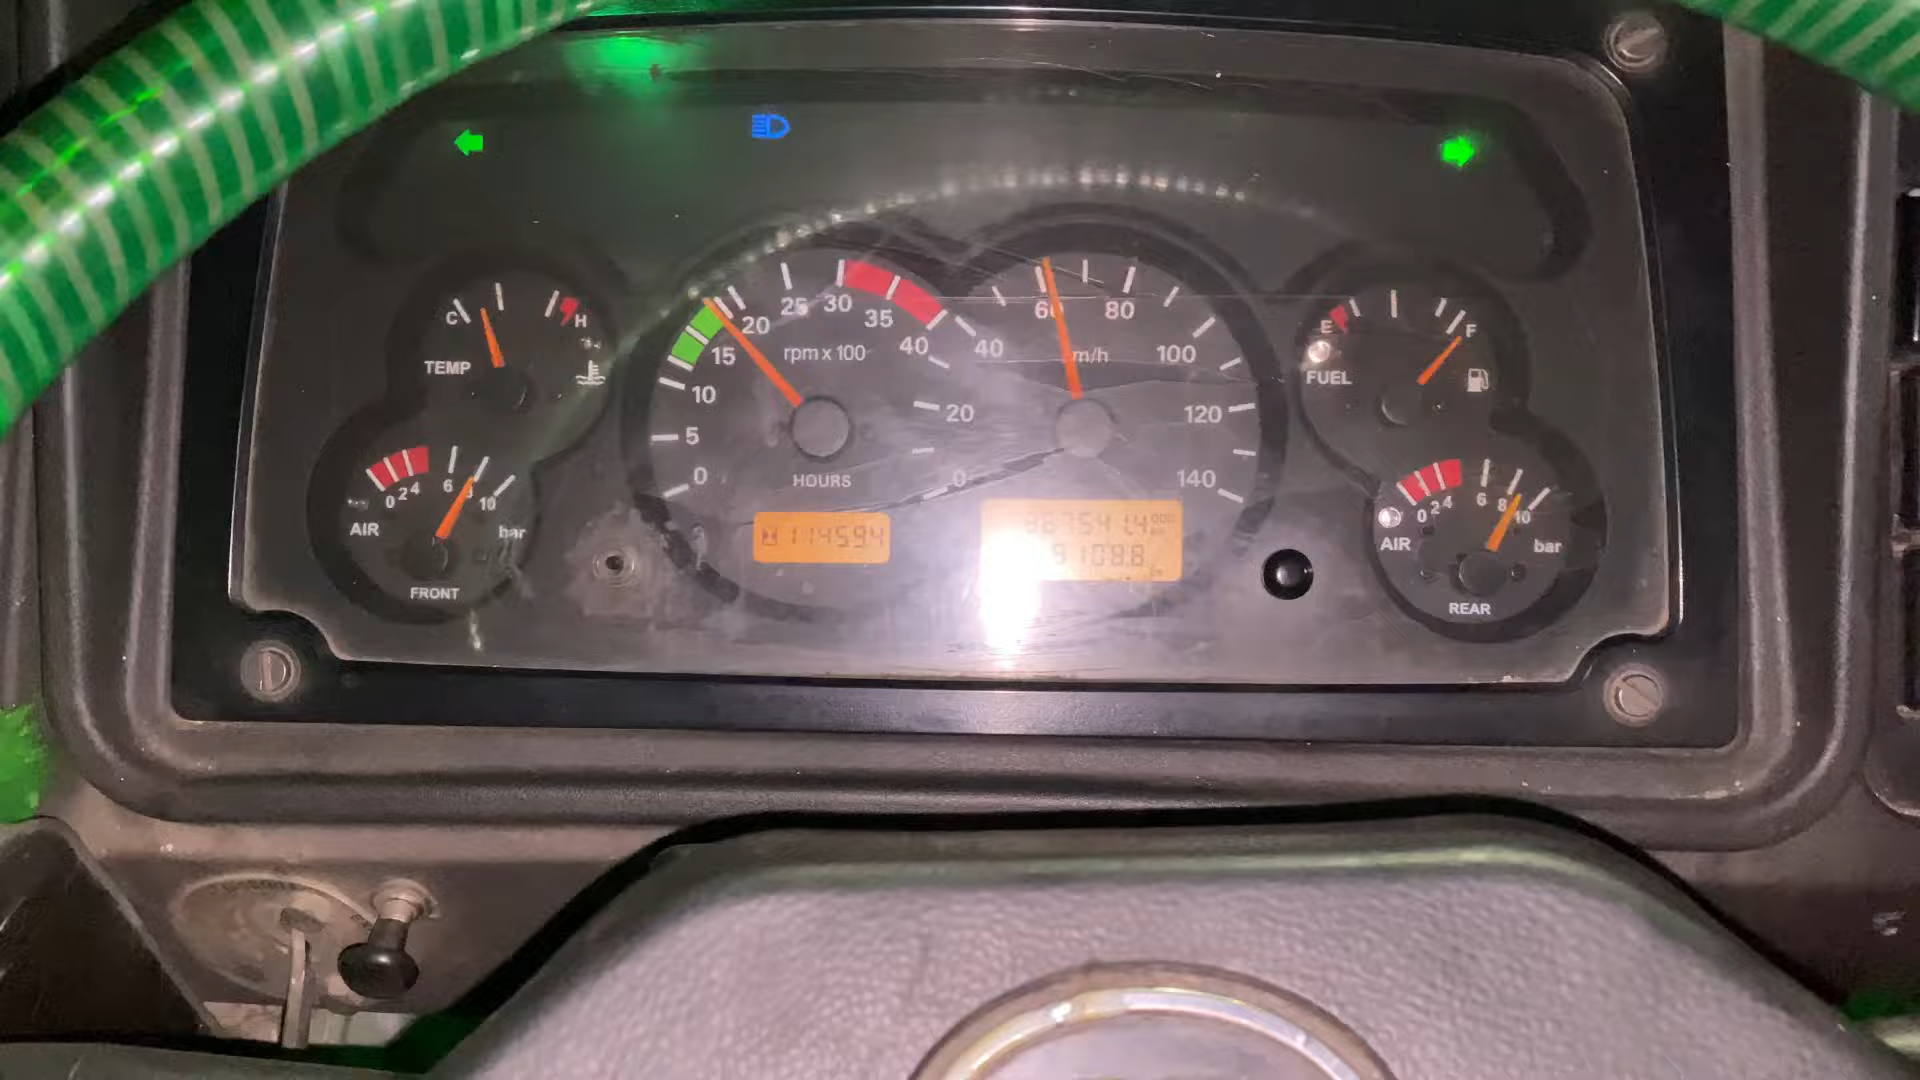 C
H
TEMP
0 2 4 6 8 10
AIR
bar
FRONT
0 5 10 15 20 25 30 35 40
rpm x 100
HOURS
114594
0 20 40 60 80 100 120 140
m/h
91088
E
F
FUEL
0 2 4 6 8 10
AIR
bar
REAR